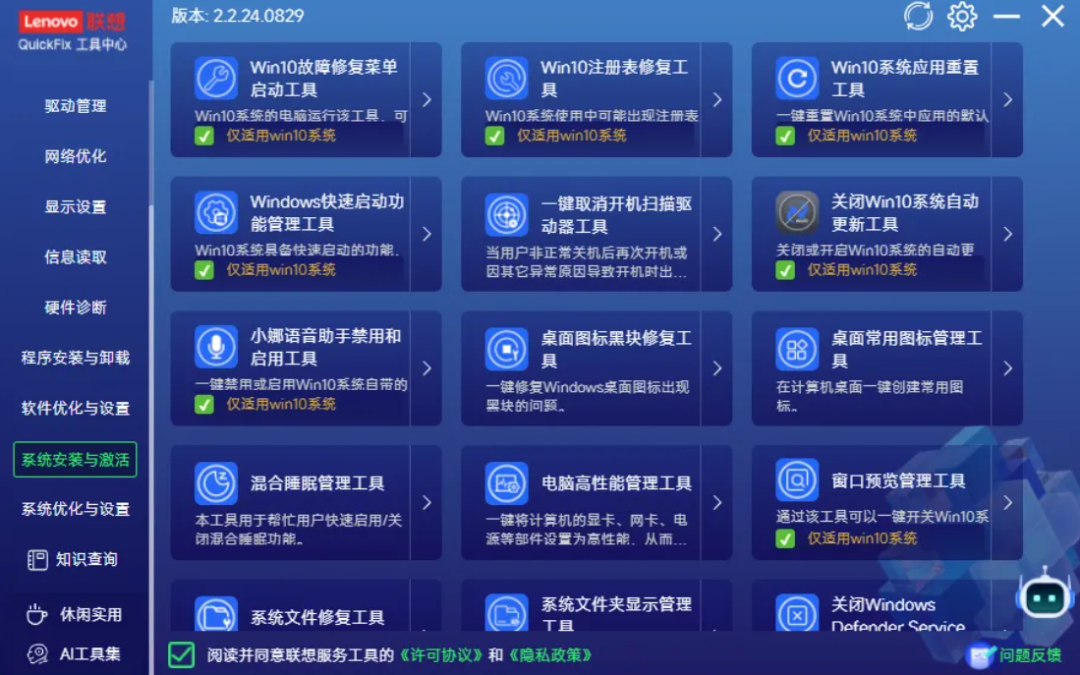 Lenovo 联想
QuickFix 工具中心
版本: 2.2.24.0829
驱动管理
网络优化
显示设置
信息读取
硬件诊断
程序安装与卸载
软件优化与设置
系统安装与激活
系统优化与设置
知识查询
休闲实用
AI工具集
Win10故障修复菜单
启动工具
Win10系统的电脑运行该工具，可
仅适用win10系统
Win10注册表修复工
具
Win10系统使用中可能出现注册表
仅适用win10系统
Win10系统应用重置
工具
一键重置Win10系统中应用的默认
仅适用win10系统
Windows快速启动功
能管理工具
Win10系统具备快速启动的功能，
仅适用win10系统
一键取消开机扫描驱
动器工具
当用户非正常关机后再次开机或
因其它异常原因导致开机时出...
关闭Win10系统自动
更新工具
关闭或开启Win10系统的自动更
仅适用win10系统
小娜语音助手禁用和
启用工具
一键禁用或启用Win10系统自带的
仅适用win10系统
桌面图标黑块修复工
具
一键修复Windows桌面图标出现
黑块的问题。
桌面常用图标管理工
具
在计算机桌面一键创建常用图
标。
混合睡眠管理工具
本工具用于帮忙用户快速启用/关
闭混合睡眠功能。
电脑高性能管理工具
一键将计算机的显卡、网卡、电
源等部件设置为高性能，从而...
窗口预览管理工具
通过该工具可以一键开关Win10系
仅适用win10系统
系统文件修复工具
系统文件夹显示管理
工具
关闭Windows
Defender Service
阅读并同意联想服务工具的《许可协议》和《隐私政策》
问题反馈